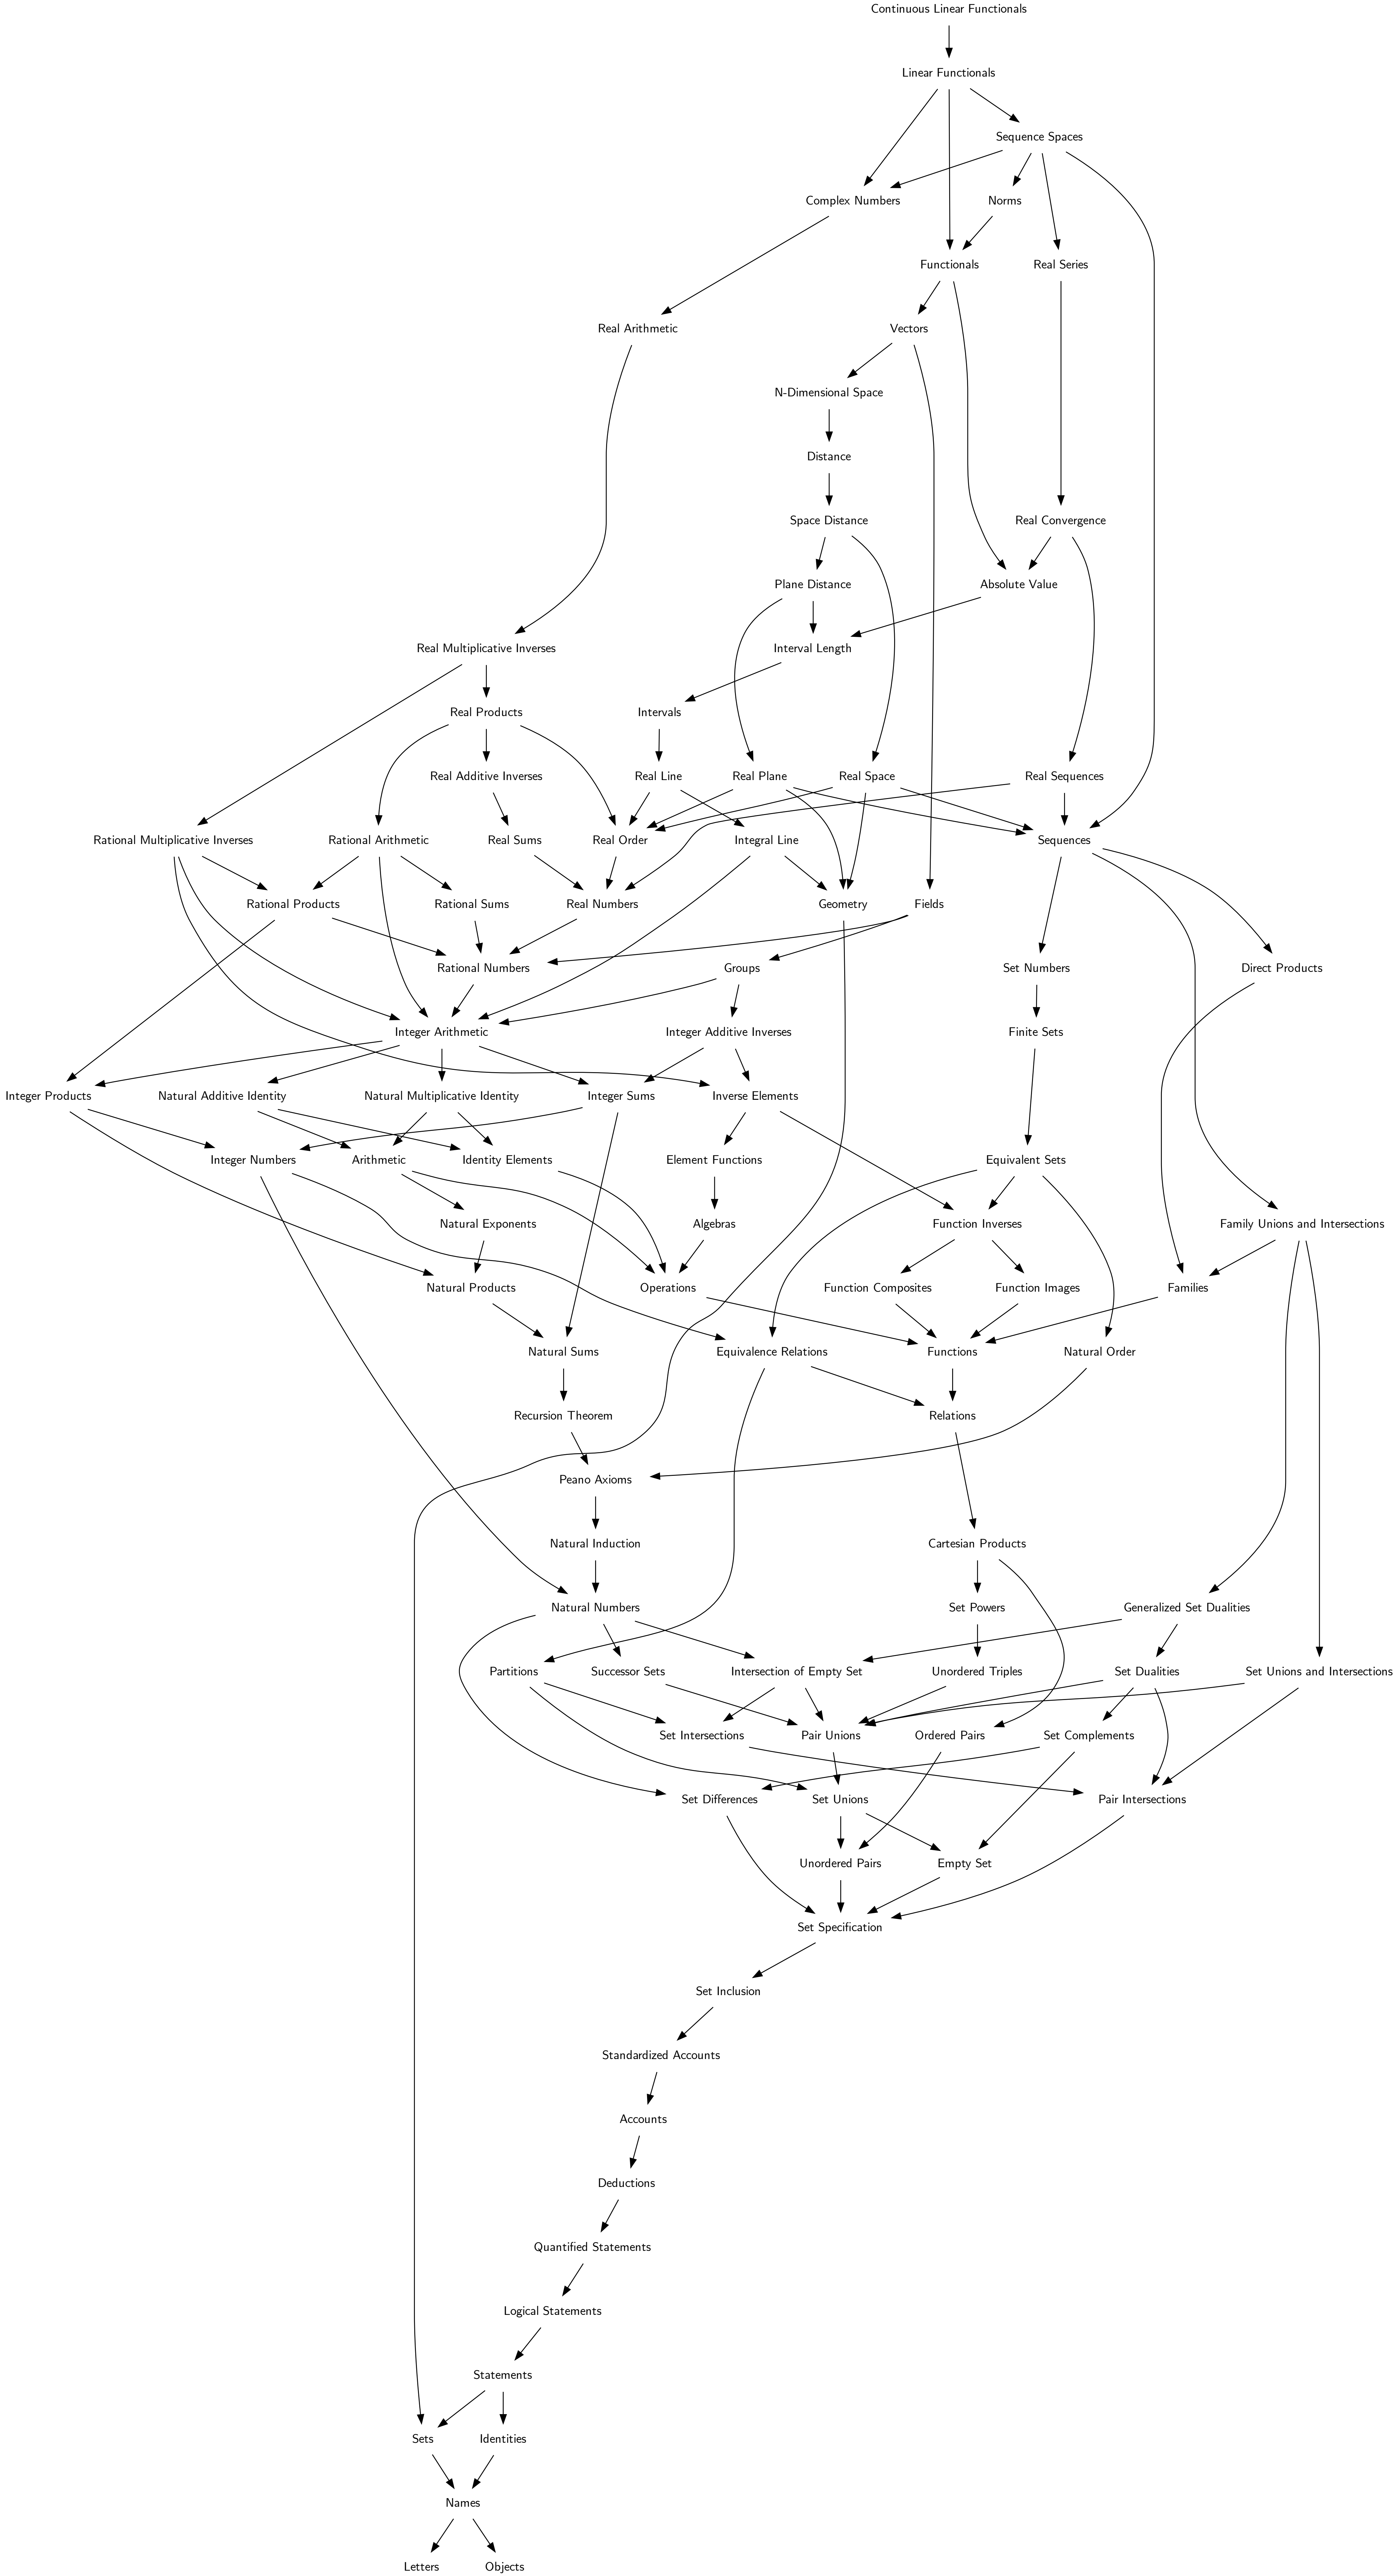 Continuous Linear Functionals
Linear Functionals
Sequence Spaces
Complex Numbers
Norms
Functionals
Real Series
Real Arithmetic
Vectors
N-Dimensional Space
Distance
Space Distance
Real Convergence
Plane Distance
Absolute Value
Real Multiplicative Inverses
Interval Length
Real Products
Intervals
Real Additive Inverses
Real Line
Real Plane
Real Space
Real Sequences
Rational Multiplicative Inverses
Rational Arithmetic
Real Sums
Real Order
Integral Line
Sequences
Rational Products
Rational Sums
Real Numbers
Geometry
Fields
Rational Numbers
Groups
Set Numbers
Direct Products
Integer Arithmetic
Integer Additive Inverses
Finite Sets
Integer Products
Natural Additive Identity
Natural Multiplicative Identity
Integer Sums
Inverse Elements
Integer Numbers
Arithmetic
Identity Elements
Element Functions
Equivalent Sets
Natural Exponents
Algebras
Function Inverses
Family Unions and Intersections
Natural Products
Operations
Function Composites
Function Images
Families
Natural Sums
Equivalence Relations
Functions
Natural Order
Recursion Theorem
Relations
Peano Axioms
Natural Induction
Cartesian Products
Natural Numbers
Set Powers
Generalized Set Dualities
Partitions
Successor Sets
Intersection of Empty Set
Unordered Triples
Set Dualities
Set Unions and Intersections
Set Intersections
Pair Unions
Ordered Pairs
Set Complements
Set Differences
Set Unions
Pair Intersections
Unordered Pairs
Empty Set
Set Specification
Set Inclusion
Standardized Accounts
Accounts
Deductions
Quantified Statements
Logical Statements
Statements
Sets
Identities
Names
Letters
Objects